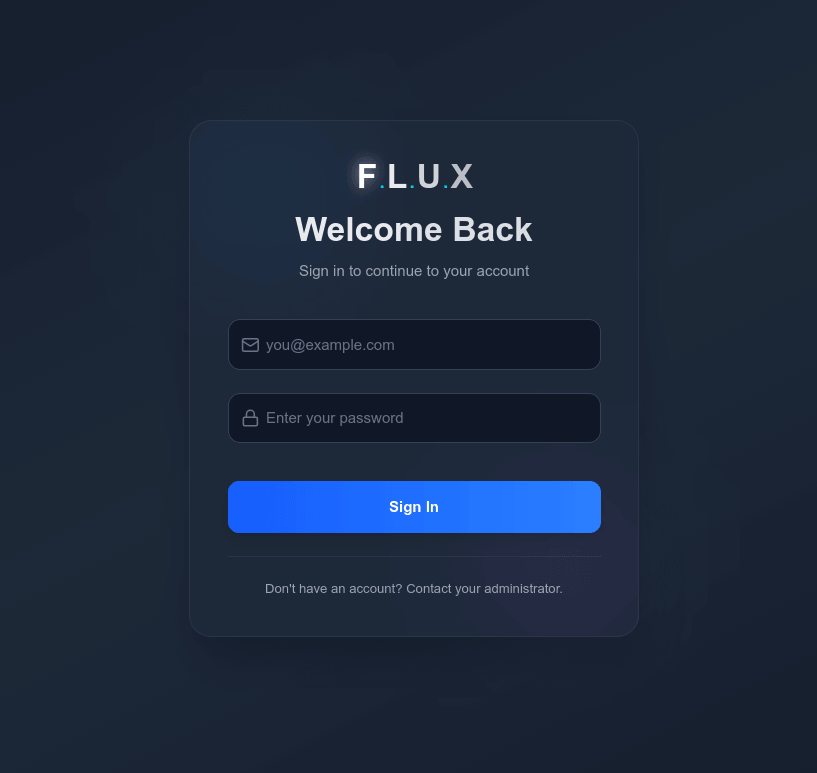 F.L.U.X
Welcome Back
Sign in to continue to your account
you@example.com
Enter your password
Sign In
Don't have an account? Contact your administrator.